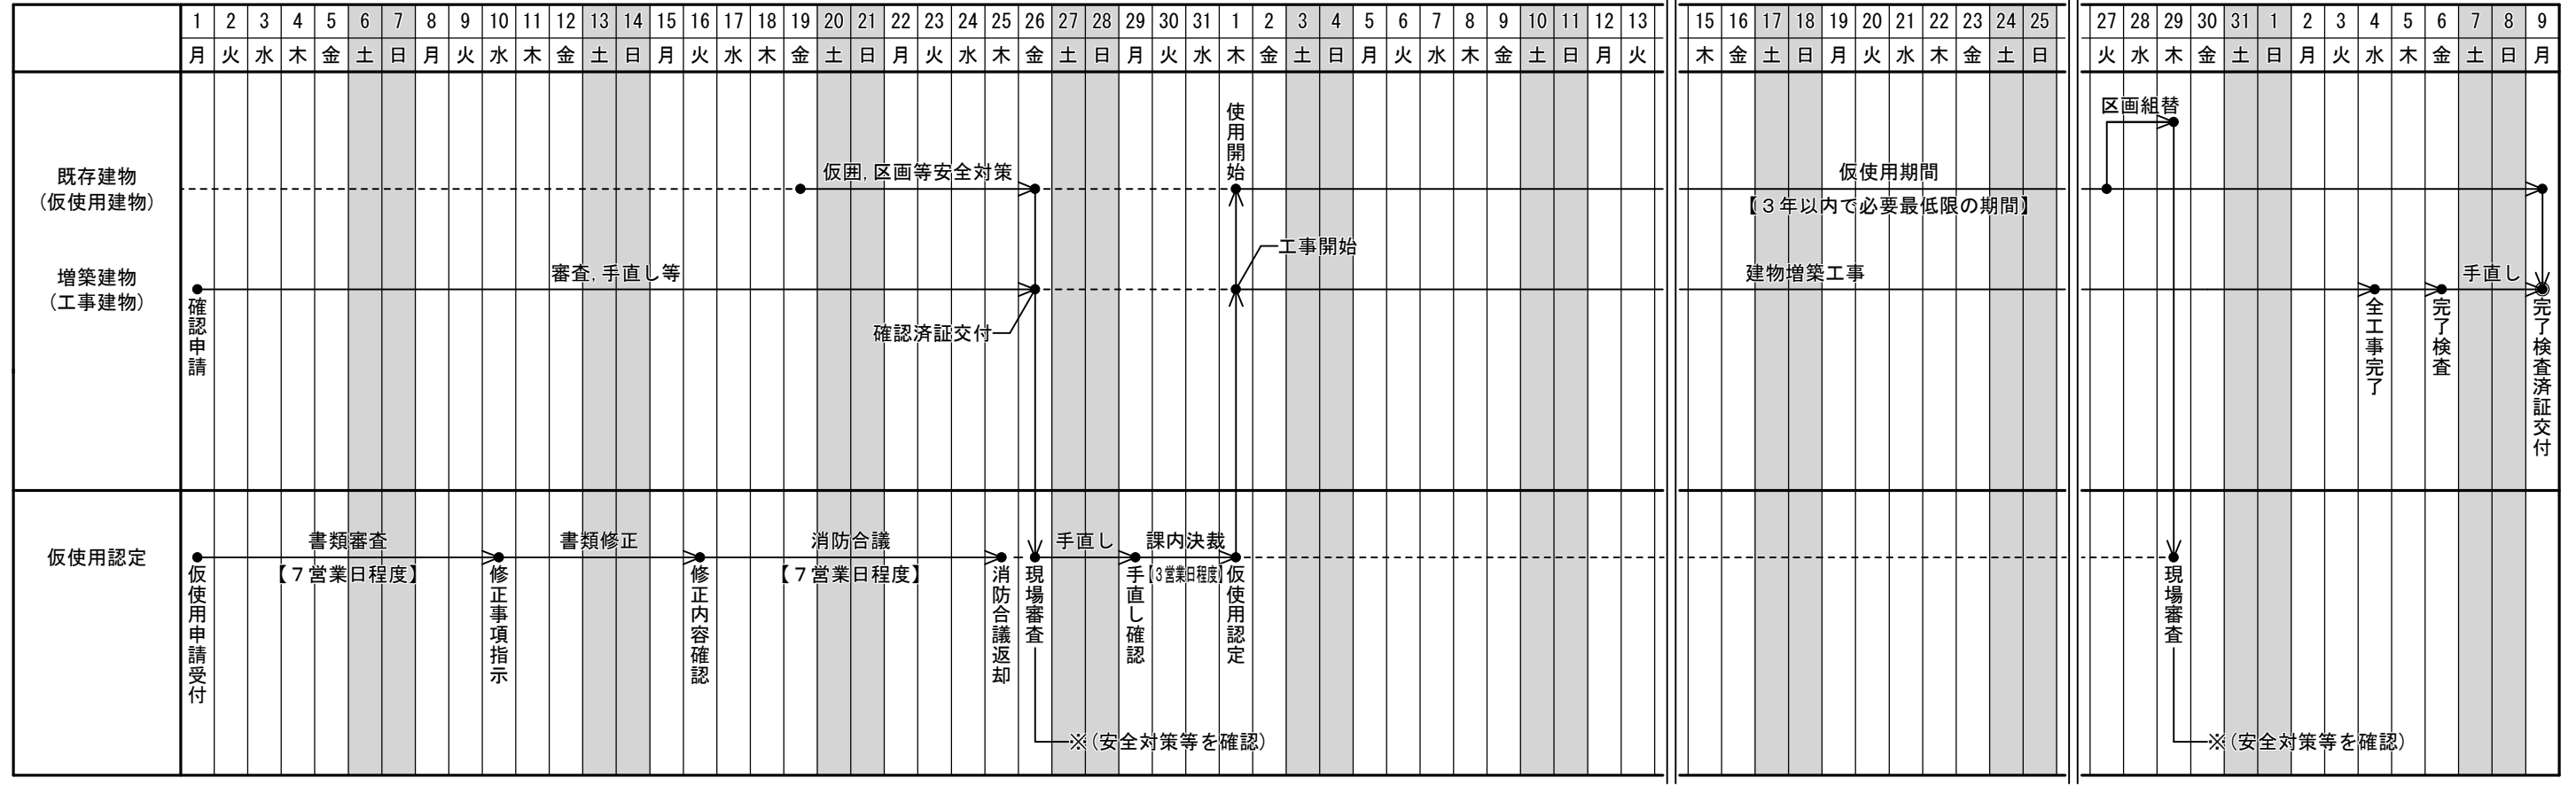 1 2 3 4 5 6 7 8 9 10 11 12 13 14 15 16 17 18 19 20 21 22 23 24 25 26 27 28 29 30 31 1 2 3 4 5 6 7 8 9 10 11 12 13 15 16 17 18 19 20 21 22 23 24 25 27 28 29 30 31 1 2 3 4 5 6 7 8 9
月 火 水 木 金 土 日 月 火 水 木 金 土 日 月 火 水 木 金 土 日 月 火 水 木 金 土 日 月 火 水 木 金 土 日 月 火 水 木 金 土 日 月 火 木 金 土 日 月 火 水 木 金 土 日 火 水 木 金 土 日 月 火 水 木 金 土 日 月
既存建物
(仮使用建物)
仮囲,区画等安全対策
使用開始
仮使用期間
【3年以内で必要最低限の期間】
区画組替
増築建物
(工事建物)
確認申請
審査,手直し等
確認済証交付
工事開始
建物増築工事
全工事完了
完了検査
手直し
完了検査済証交付
仮使用認定
仮使用申請受付
書類審査
【7営業日程度】
修正事項指示
書類修正
修正内容確認
消防合議
【7営業日程度】
消防合議返却
現場審査
手直し
手直し確認
課内決裁
【3営業日程度】
仮使用認定
現場審査
※(安全対策等を確認)
※(安全対策等を確認)